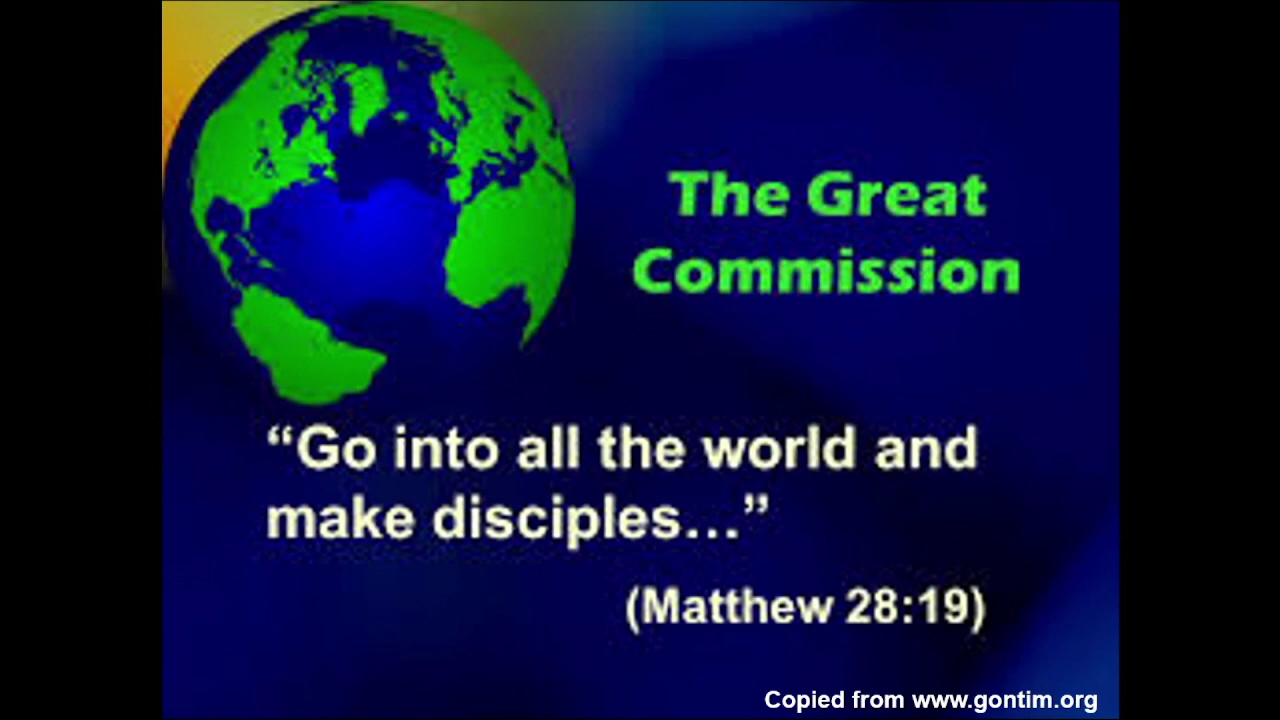 The Great
Commission
“Go into all the world and
make disciples…”
(Matthew 28:19)
Copied from www.gontim.org